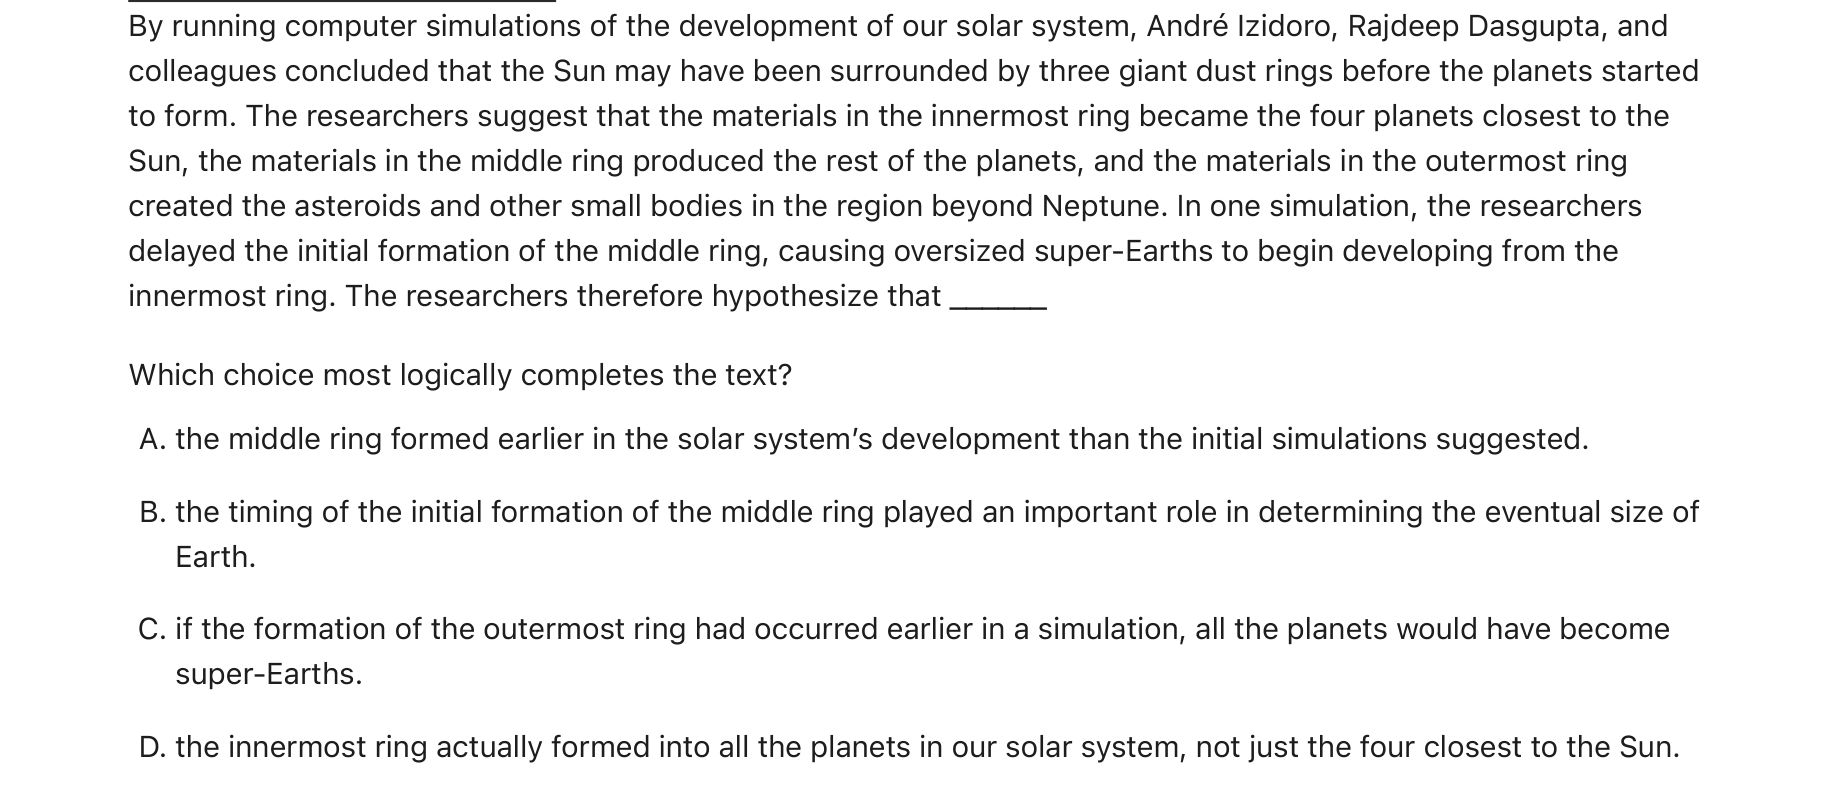 By running computer simulations of the development of our solar system, André Izidoro, Rajdeep Dasgupta, and
colleagues concluded that the Sun may have been surrounded by three giant dust rings before the planets started
to form. The researchers suggest that the materials in the innermost ring became the four planets closest to the
Sun, the materials in the middle ring produced the rest of the planets, and the materials in the outermost ring
created the asteroids and other small bodies in the region beyond Neptune. In one simulation, the researchers
delayed the initial formation of the middle ring, causing oversized super-Earths to begin developing from the
innermost ring. The researchers therefore hypothesize that ______
Which choice most logically completes the text?
A. the middle ring formed earlier in the solar system’s development than the initial simulations suggested.
B. the timing of the initial formation of the middle ring played an important role in determining the eventual size of
Earth.
C. if the formation of the outermost ring had occurred earlier in a simulation, all the planets would have become
super-Earths.
D. the innermost ring actually formed into all the planets in our solar system, not just the four closest to the Sun.